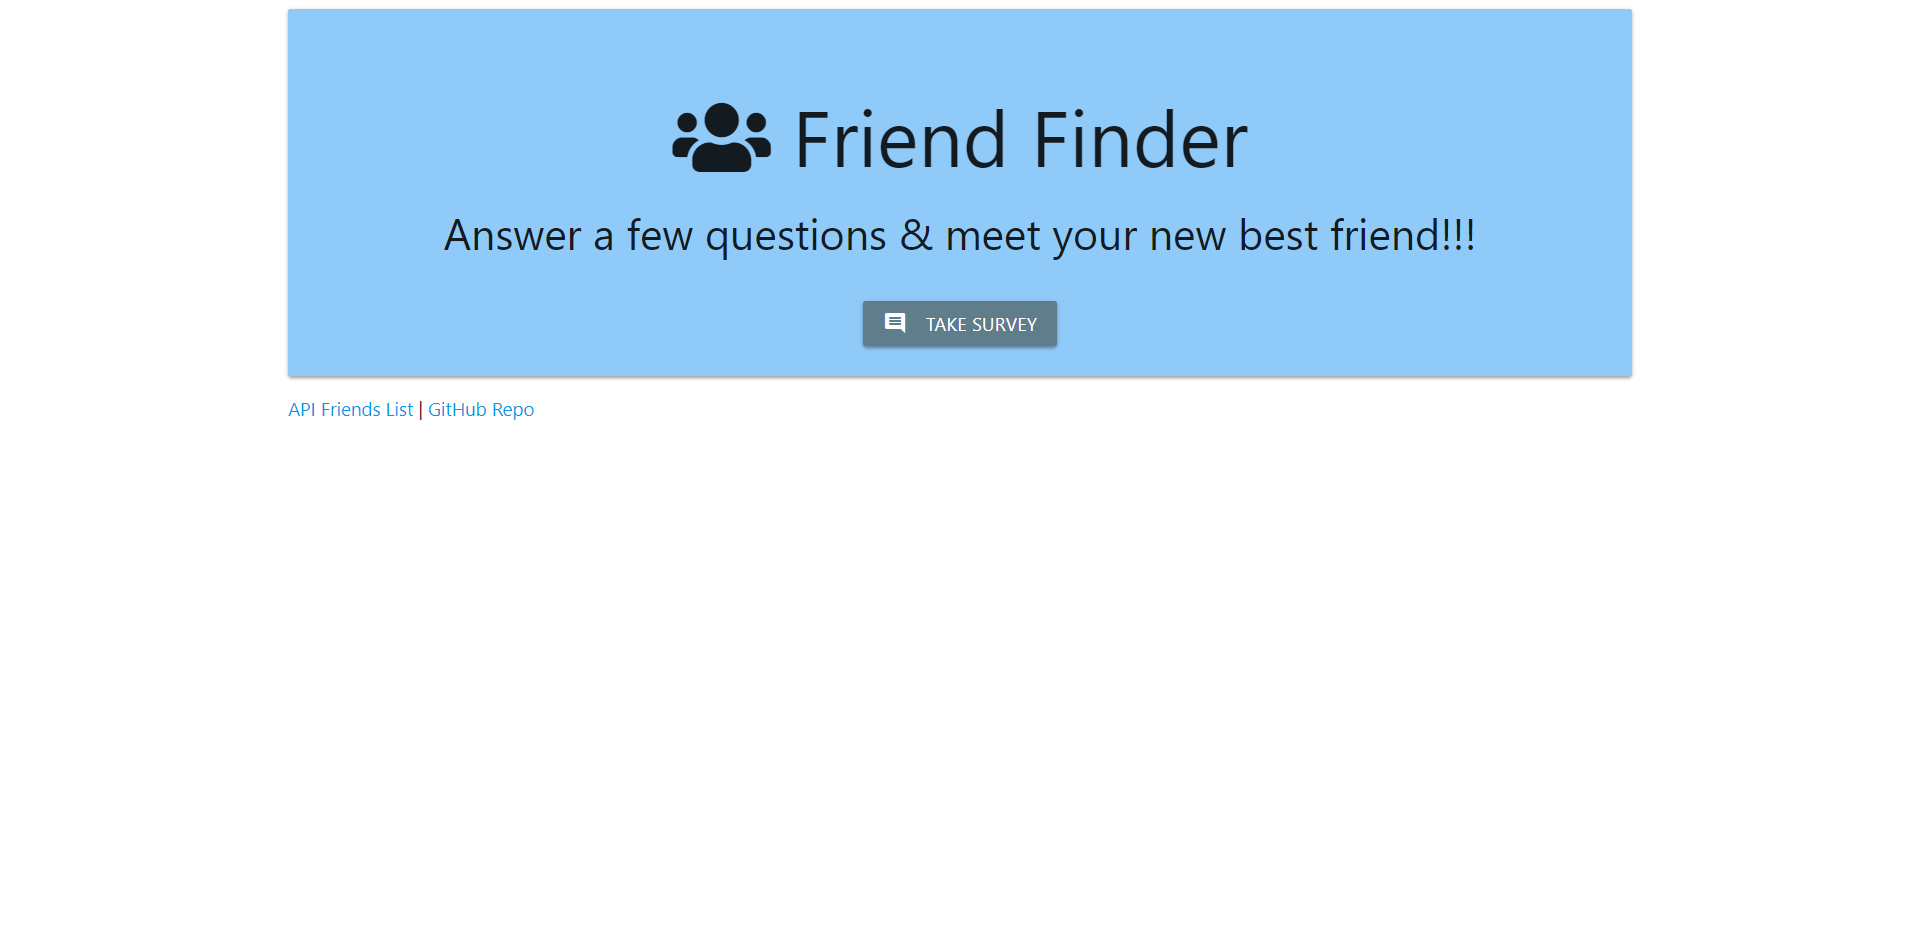 Friend Finder
Answer a few questions & meet your new best friend!!!
TAKE SURVEY
API Friends List | GitHub Repo